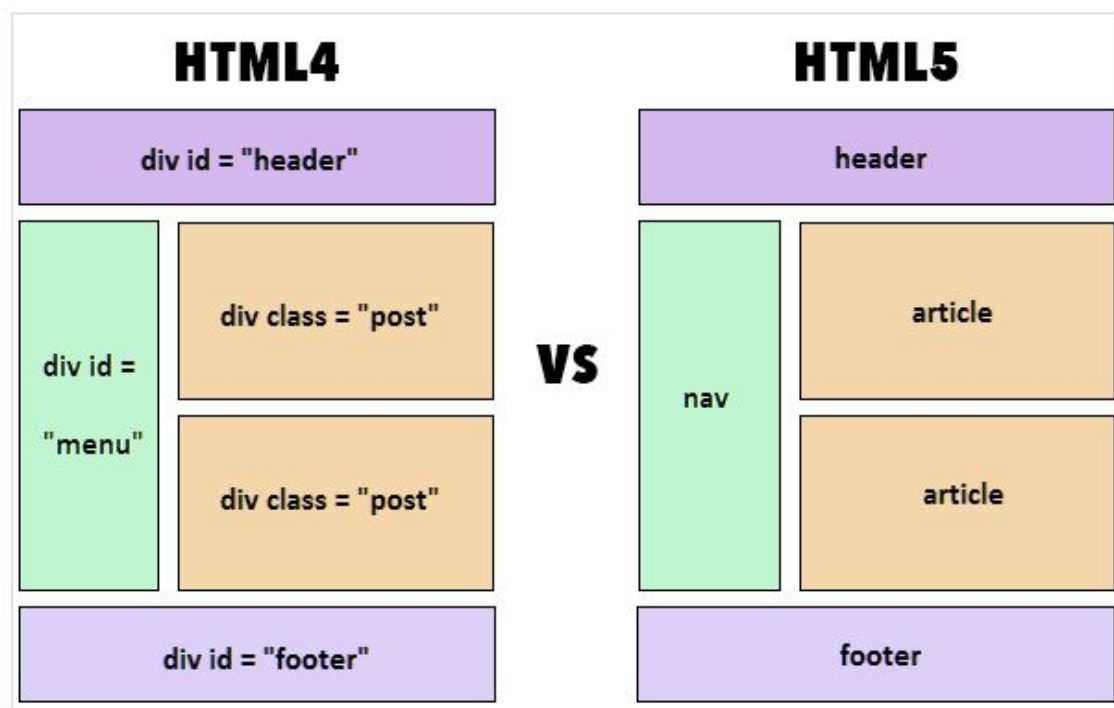 HTML4
div id = "header"
div id =
"menu"
div class = "post"
div class = "post"
div id = "footer"
VS
HTML5
header
nav
article
article
footer